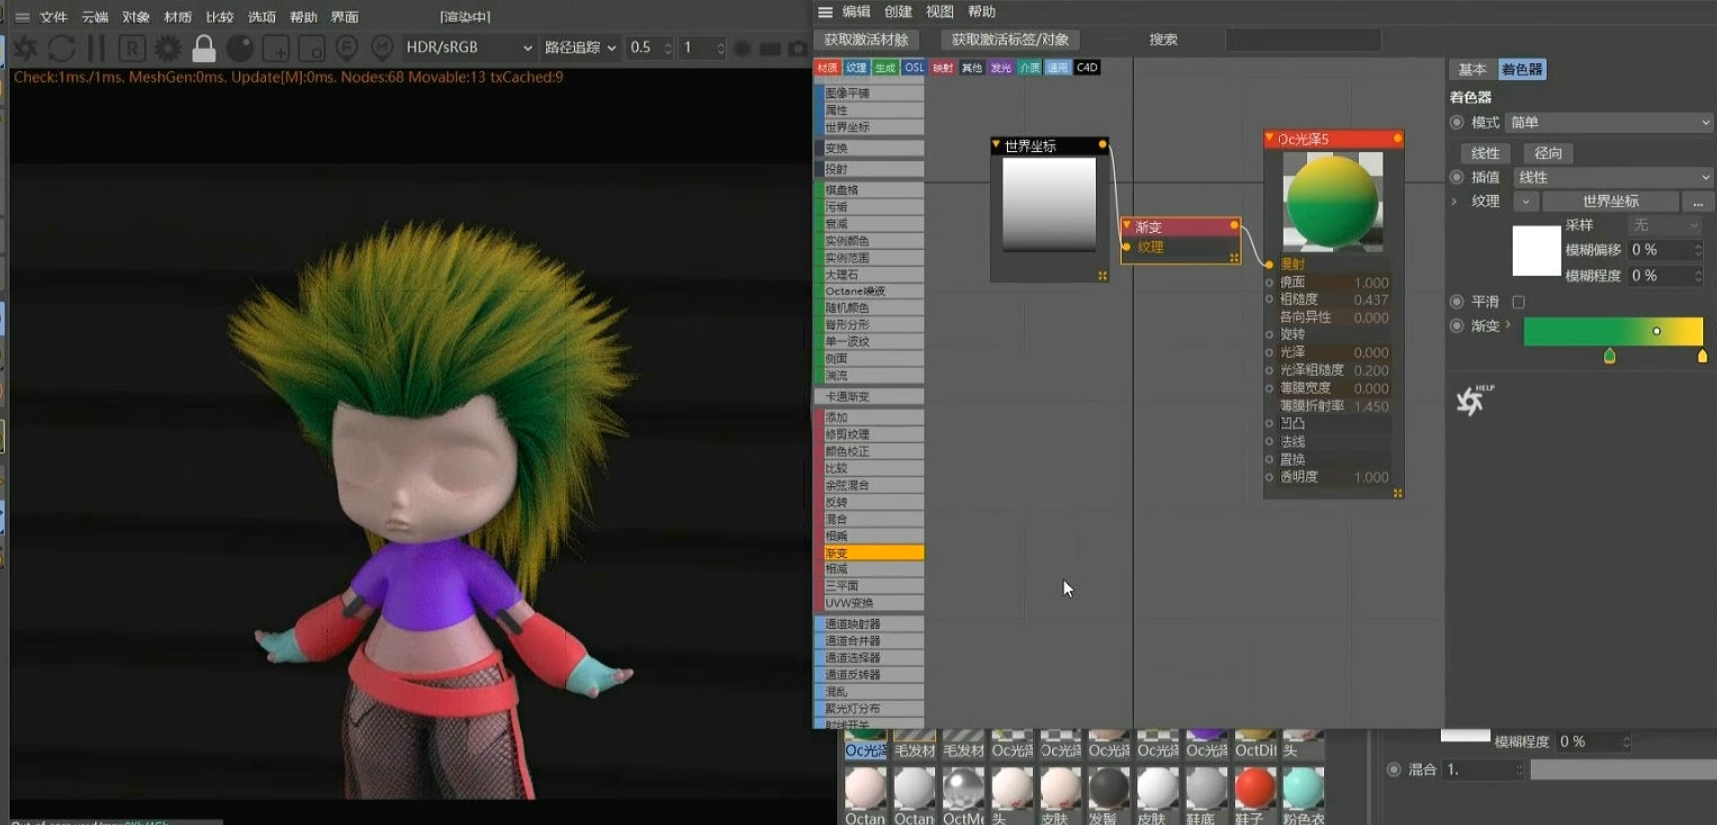 文件 云端 对象 材质 比较 选项 帮助 界面 [渲染中]
HDR/sRGB 路径追踪 0.5 1
Check:1ms./1ms. MeshGen:0ms. Update[M]:0ms. Nodes:68 Movable:13 txCached:9
编辑 创建 视图 帮助
获取激活材质 获取激活标签/对象 搜索
材质 纹理 生成 OSL 映射 其他 发光 介质 通用 C4D
图像平铺
属性
世界坐标
变换
投射
棋盘格
污垢
衰减
实例颜色
实例范围
大理石
Octane噪波
随机颜色
脊形分形
单一波纹
侧面
湍流
卡通渐变
添加
修剪纹理
颜色校正
比较
余弦混合
反转
混合
相乘
渐变
相减
三平面
UVW变换
通道映射器
通道合并器
通道选择器
通道反转器
混乱
聚光灯分布
射线开关
世界坐标
渐变
纹理
Oc光泽5
漫射
镜面 1.000
粗糙度 0.437
各向异性 0.000
旋转
光泽 0.000
光泽粗糙度 0.200
薄膜宽度 0.000
薄膜折射率 1.450
凹凸
法线
置换
透明度 1.000
基本 着色器
着色器
模式 简单
线性 径向
插值 线性
纹理 世界坐标 ...
采样 无
模糊偏移 0 %
模糊程度 0 %
平滑
渐变
HELP
Oc光泽 毛发材 毛发材 Oc光泽 Oc光泽 Oc光泽 Oc光泽 Oc光泽 OctDif 头
Octan Octan OctMe 头 皮肤 发髻 皮肤 鞋底 鞋子 粉色衣
模糊程度 0 %
混合 1.